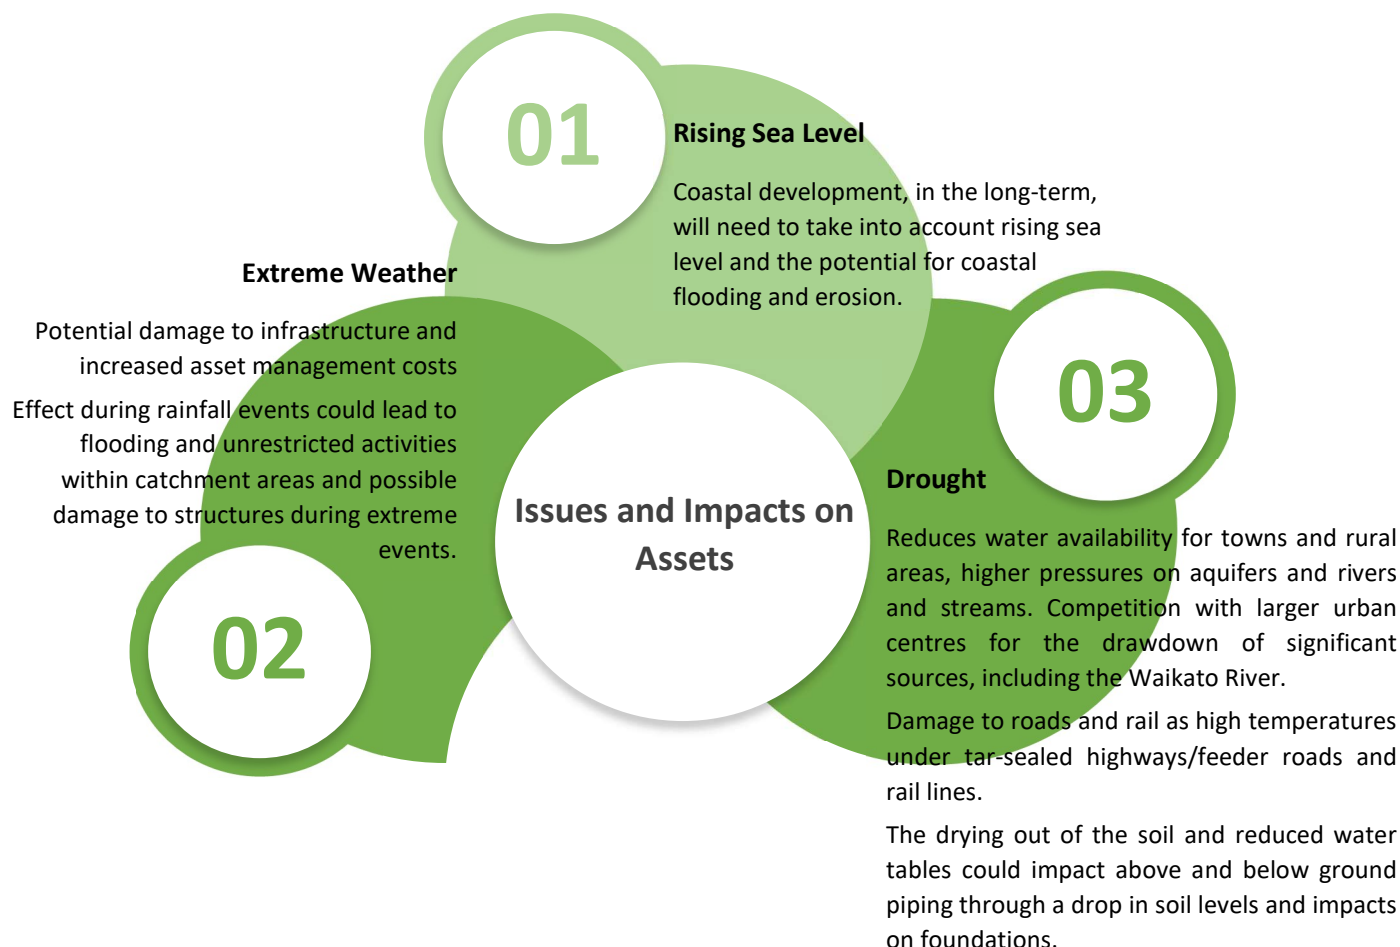 01
Rising Sea Level
Coastal development, in the long-term,
will need to take into account rising sea
level and the potential for coastal
flooding and erosion.
Extreme Weather
Potential damage to infrastructure and
increased asset management costs
Effect during rainfall events could lead to
flooding and unrestricted activities
within catchment areas and possible
damage to structures during extreme
events.
02
Issues and Impacts on
Assets
03
Drought
Reduces water availability for towns and rural
areas, higher pressures on aquifers and rivers
and streams. Competition with larger urban
centres for the drawdown of significant
sources, including the Waikato River.
Damage to roads and rail as high temperatures
under tar-sealed highways/feeder roads and
rail lines.
The drying out of the soil and reduced water
tables could impact above and below ground
piping through a drop in soil levels and impacts
on foundations.